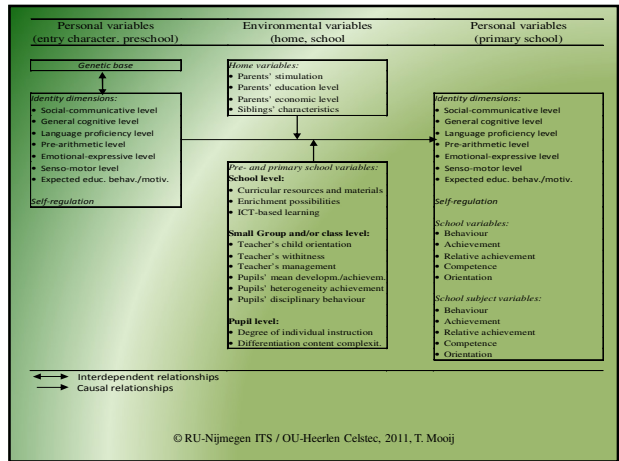 Personal variables
(entry character. preschool)
Environmental variables
(home, school
Personal variables
(primary school)
Genetic base
Identity dimensions:
• Social-communicative level
• General cognitive level
• Language proficiency level
• Pre-arithmetic level
• Emotional-expressive level
• Senso-motor level
• Expected educ. behav./motiv.
Self-regulation
Home variables:
• Parents' stimulation
• Parents' education level
• Parents' economic level
• Siblings' characteristics
Pre- and primary school variables:
School level:
• Curricular resources and materials
• Enrichment possibilities
• ICT-based learning
Small Group and/or class level:
• Teacher's child orientation
• Teacher's withitness
• Teacher's management
• Pupils' mean developm./achievem.
• Pupils' heterogeneity achievement
• Pupils' disciplinary behaviour
Pupil level:
• Degree of individual instruction
• Differentiation content complexit.
Identity dimensions:
• Social-communicative level
• General cognitive level
• Language proficiency level
• Pre-arithmetic level
• Emotional-expressive level
• Senso-motor level
• Expected educ. behav./motiv.
Self-regulation
School variables:
• Behaviour
• Achievement
• Relative achievement
• Competence
• Orientation
School subject variables:
• Behaviour
• Achievement
• Relative achievement
• Competence
• Orientation
Interdependent relationships
Causal relationships
© RU-Nijmegen ITS / OU-Heerlen Celstec, 2011, T. Mooij